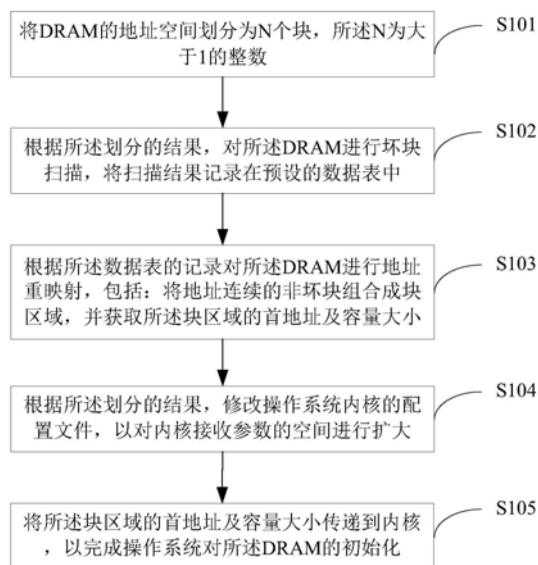 将DRAM的地址空间划分为N个块，所述N为大
于1的整数
S101
根据所述划分的结果，对所述DRAM进行坏块
扫描，将扫描结果记录在预设的数据表中
S102
根据所述数据表的记录对所述DRAM进行地址
重映射，包括：将地址连续的非坏块组合成块
区域，并获取所述块区域的首地址及容量大小
S103
根据所述划分的结果，修改操作系统内核的配
置文件，以对内核接收参数的空间进行扩大
S104
将所述块区域的首地址及容量大小传递到内核
，以完成操作系统对所述DRAM的初始化
S105